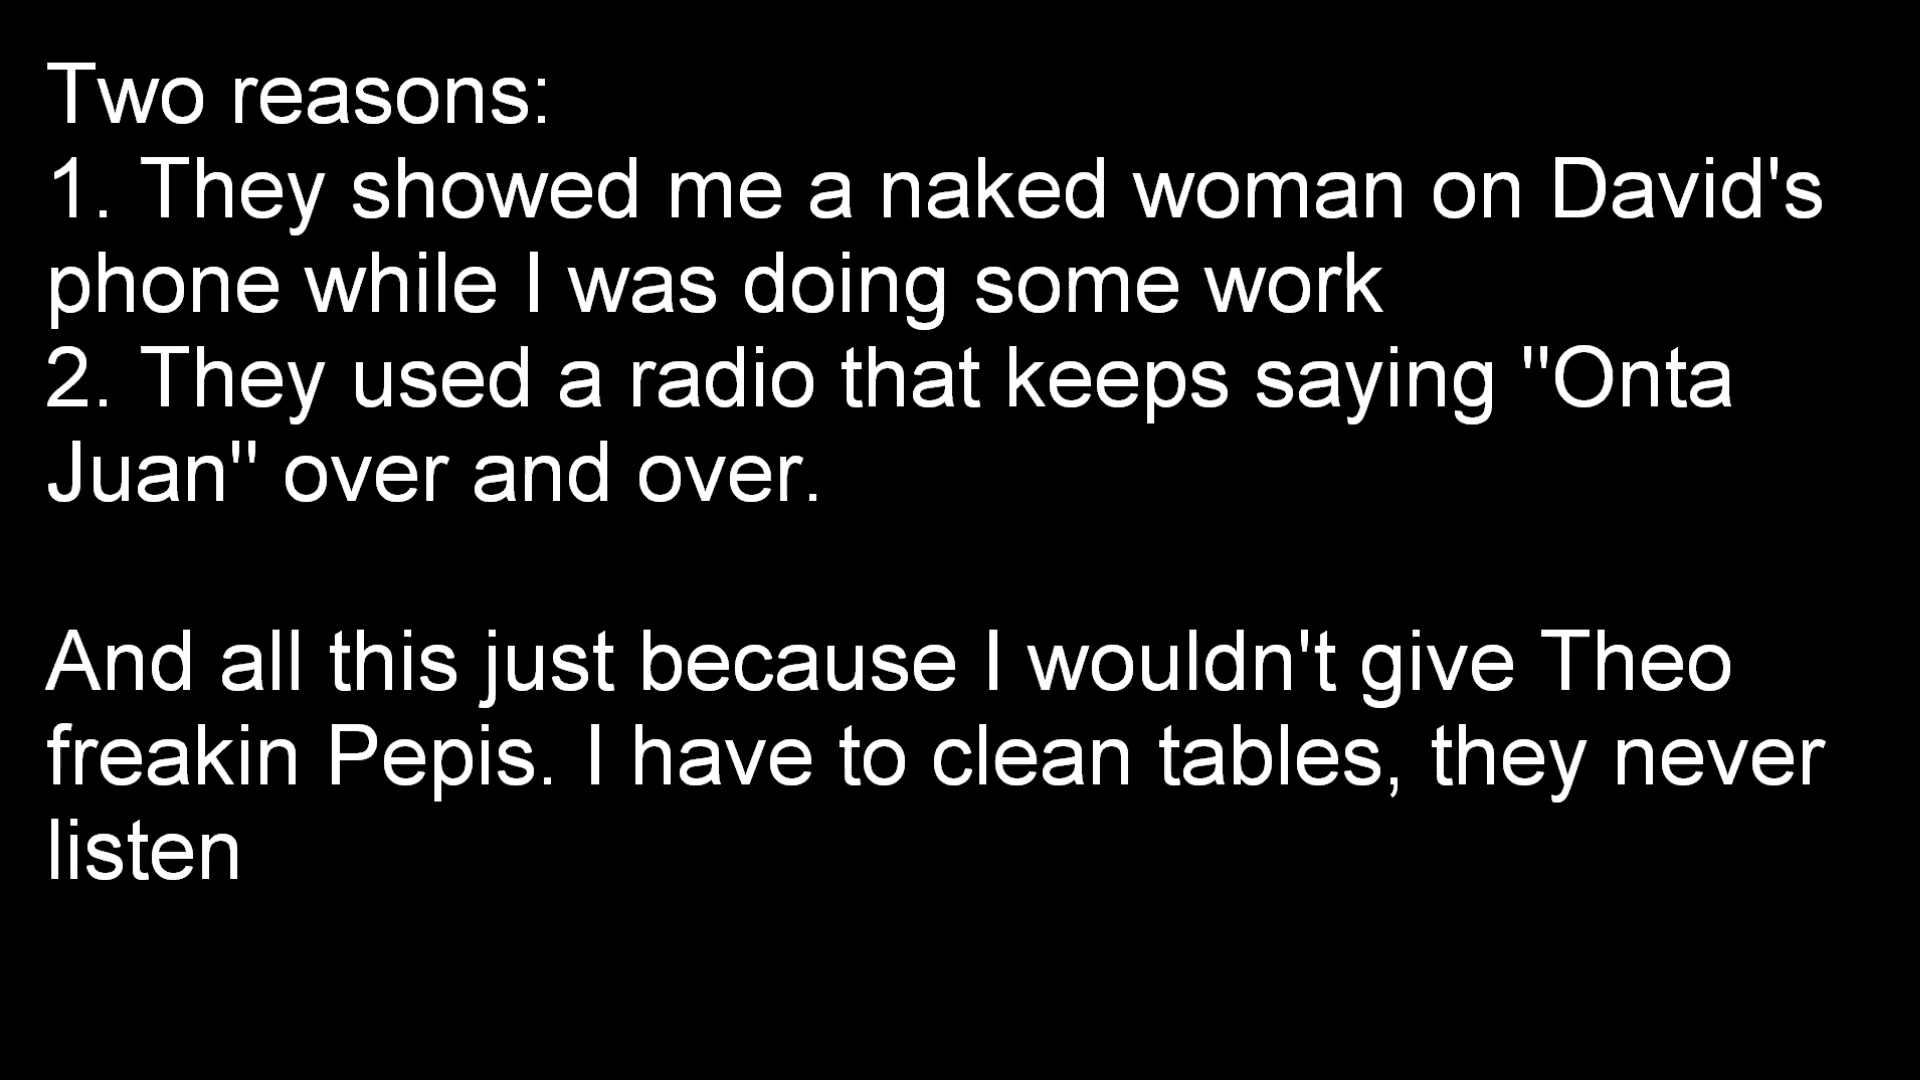 Two reasons:
1. They showed me a naked woman on David's
phone while I was doing some work
2. They used a radio that keeps saying "Onta
Juan" over and over.
And all this just because I wouldn't give Theo
freakin Pepis. I have to clean tables, they never
listen